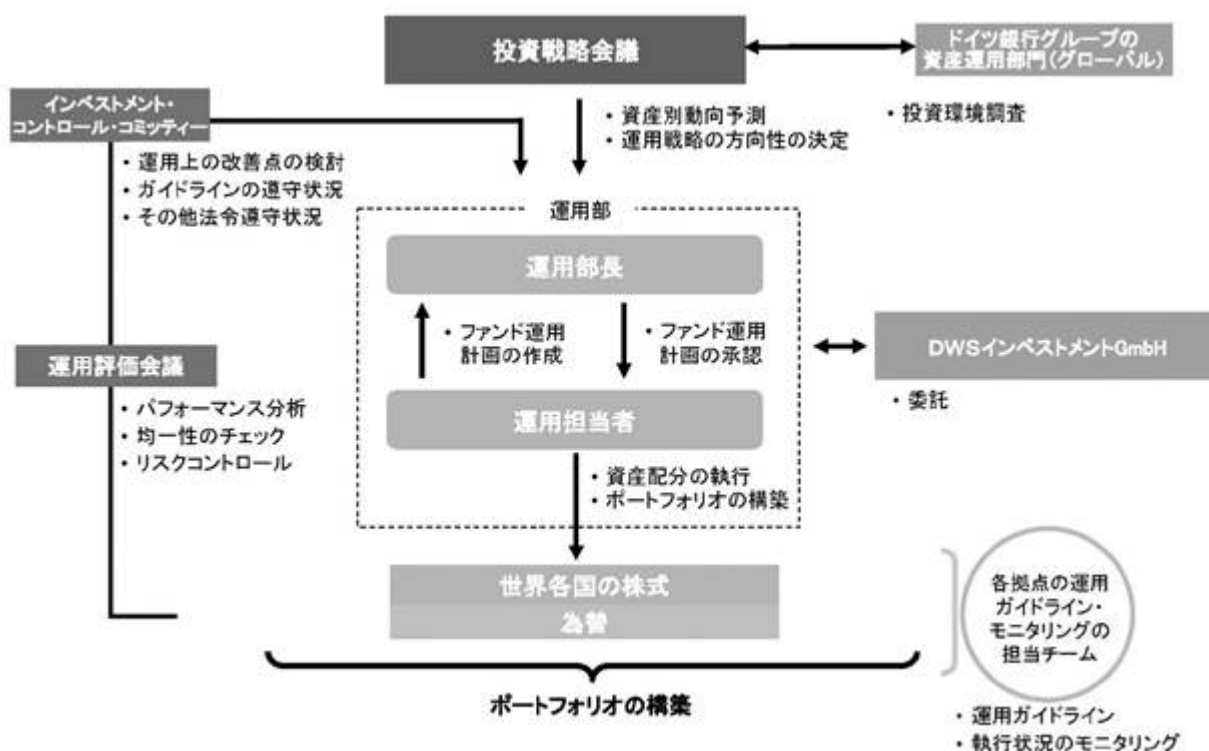 投資戦略会議
ドイツ銀行グループの
資産運用部門(グローバル)
・投資環境調査
・資産別動向予測
・運用戦略の方向性の決定
インベストメント・
コントロール・コミッティー
・運用上の改善点の検討
・ガイドラインの遵守状況
・その他法令遵守状況
運用部
運用部長
・ファンド運用
計画の作成
・ファンド運用
計画の承認
運用担当者
・資産配分の執行
・ポートフォリオの構築
DWSインベストメントGmbH
・委託
運用評価会議
・パフォーマンス分析
・均一性のチェック
・リスクコントロール
世界各国の株式
為替
ポートフォリオの構築
各拠点の運用
ガイドライン・
モニタリングの
担当チーム
・運用ガイドライン
・執行状況のモニタリング